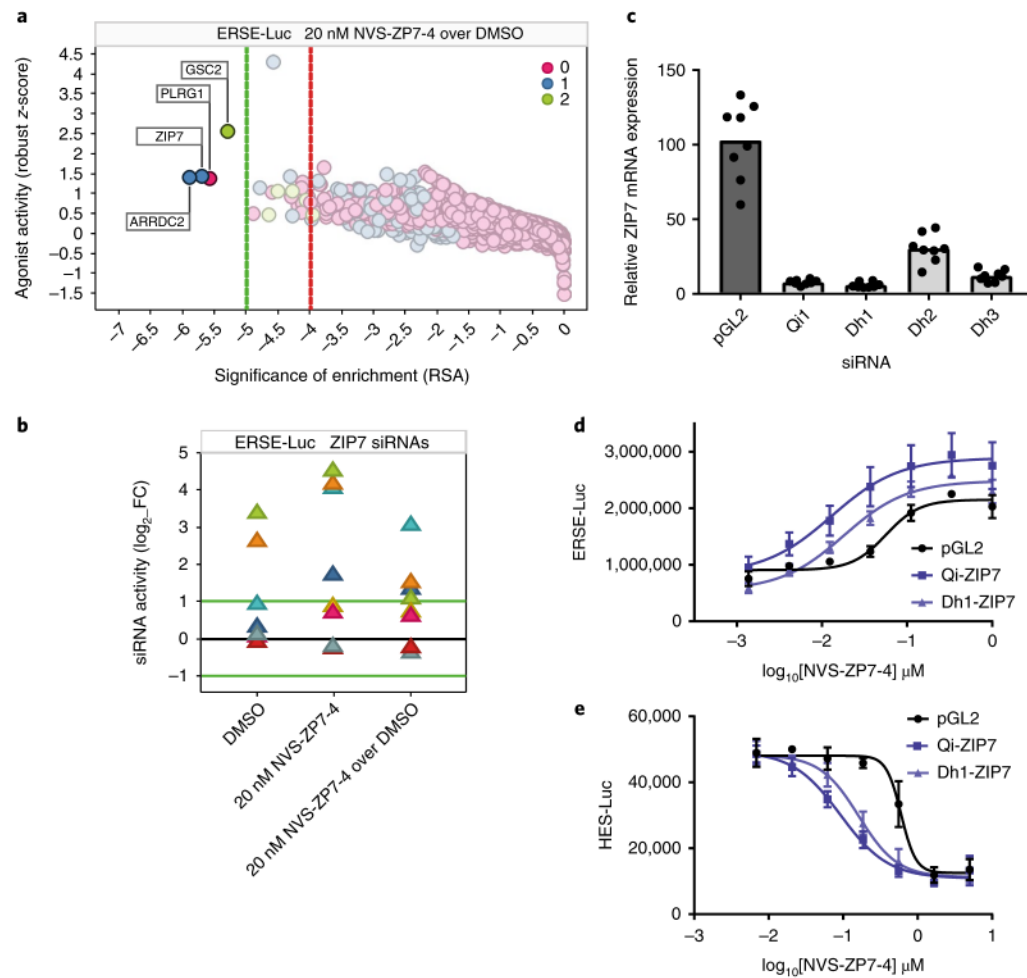 a
ERSE-Luc 20 nM NVS-ZP7-4 over DMSO
Agonist activity (robust z-score)
4.5
4
3.5
3
2.5
2
1.5
1
0.5
0
−0.5
−1
−1.5
GSC2
PLRG1
ZIP7
ARRDC2
0
1
2
−7
−6.5
−6
−5.5
−5
−4.5
−4
−3.5
−3
−2.5
−2
−1.5
−1
−0.5
0
Significance of enrichment (RSA)
b
ERSE-Luc ZIP7 siRNAs
siRNA activity (log2_FC)
5
4
3
2
1
0
−1
DMSO
20 nM NVS-ZP7-4
20 nM NVS-ZP7-4 over DMSO
c
Relative ZIP7 mRNA expression
150
100
50
0
pGL2
Qi1
Dh1
Dh2
Dh3
siRNA
d
ERSE-Luc
3,000,000
2,000,000
1,000,000
0
pGL2
Qi-ZIP7
Dh1-ZIP7
−3
−2
−1
0
log10[NVS-ZP7-4] μM
e
HES-Luc
60,000
40,000
20,000
0
pGL2
Qi-ZIP7
Dh1-ZIP7
−3
−2
−1
0
1
log10[NVS-ZP7-4] μM